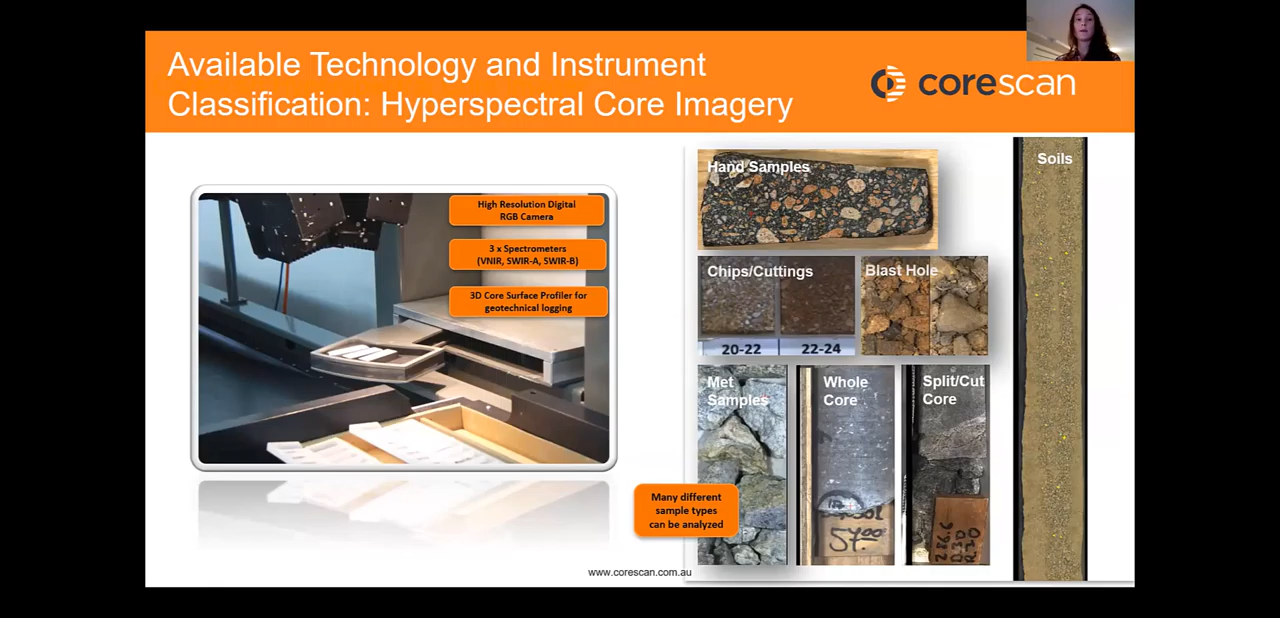 Available Technology and Instrument
Classification: Hyperspectral Core Imagery
corescan
High Resolution Digital
RGB Camera
3 x Spectrometers
(VNIR, SWIR-A, SWIR-B)
3D Core Surface Profiler for
geotechnical logging
Hand Samples
Soils
Chips/Cuttings
Blast Hole
20-22
22-24
Met
Samples
Whole
Core
Split/Cut
Core
Many different
sample types
can be analyzed
57.00
www.corescan.com.au